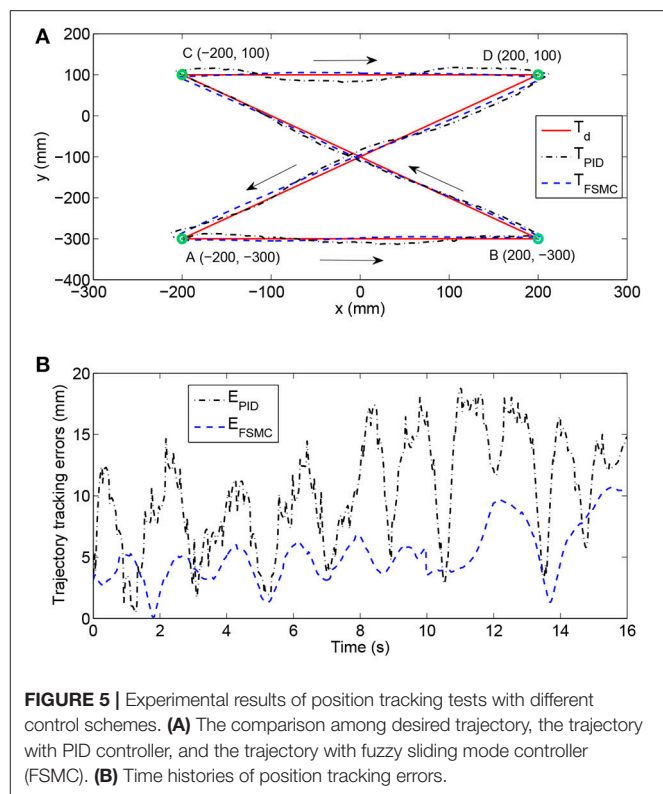 A
200
100
0
−100
−200
−300
−400
y (mm)
C (−200, 100)
D (200, 100)
T_d
T_PID
T_FSMC
A (−200, −300)
B (200, −300)
−300
−200
−100
0
100
200
300
x (mm)
B
20
15
10
5
0
Trajectory tracking errors (mm)
E_PID
E_FSMC
0
2
4
6
8
10
12
14
16
Time (s)
FIGURE 5 | Experimental results of position tracking tests with different
control schemes. (A) The comparison among desired trajectory, the trajectory
with PID controller, and the trajectory with fuzzy sliding mode controller
(FSMC). (B) Time histories of position tracking errors.